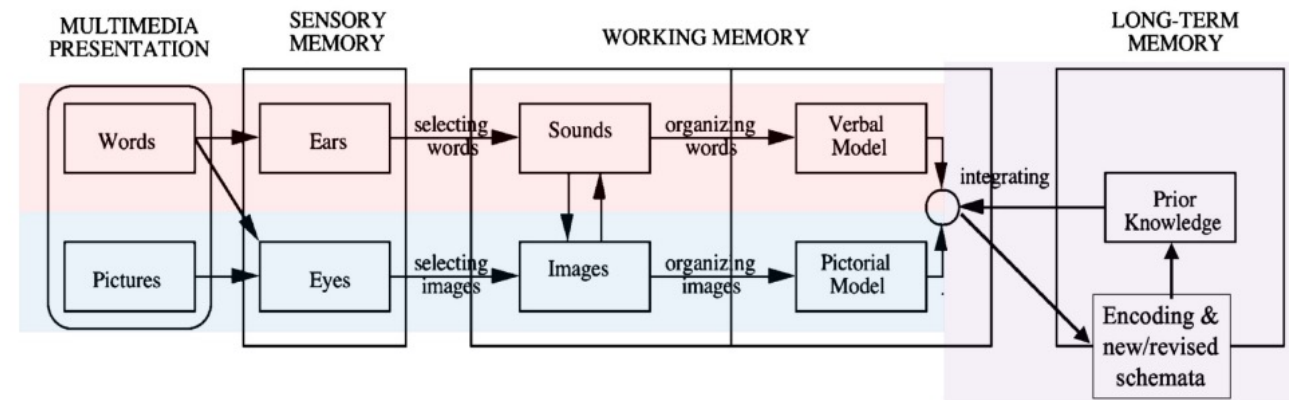 MULTIMEDIA
PRESENTATION
SENSORY
MEMORY
WORKING MEMORY
LONG-TERM
MEMORY
Words
Ears
selecting
words
Sounds
organizing
words
Verbal
Model
integrating
Prior
Knowledge
Pictures
Eyes
selecting
images
Images
organizing
images
Pictorial
Model
Encoding &
new/revised
schemata